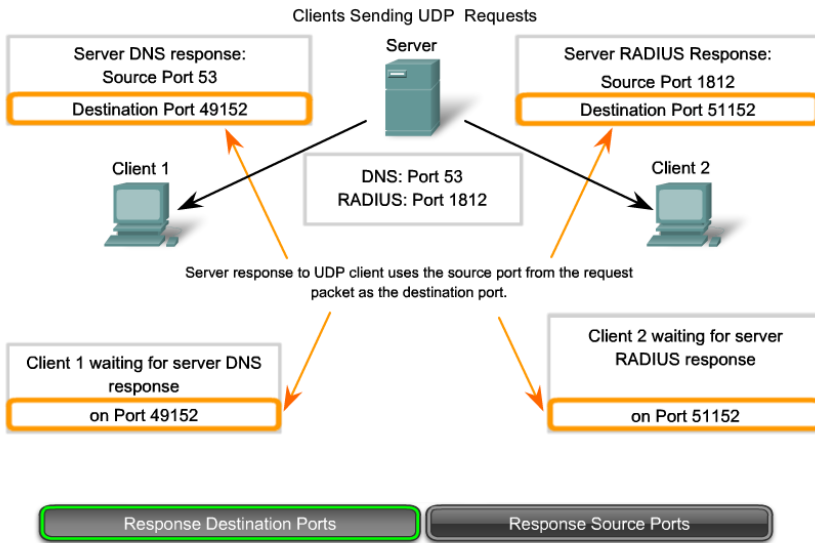 Clients Sending UDP Requests
Server DNS response:
Source Port 53
Destination Port 49152
Server
Server RADIUS Response:
Source Port 1812
Destination Port 51152
Client 1
DNS: Port 53
RADIUS: Port 1812
Client 2
Server response to UDP client uses the source port from the request
packet as the destination port.
Client 1 waiting for server DNS
response
on Port 49152
Client 2 waiting for server
RADIUS response
on Port 51152
Response Destination Ports
Response Source Ports